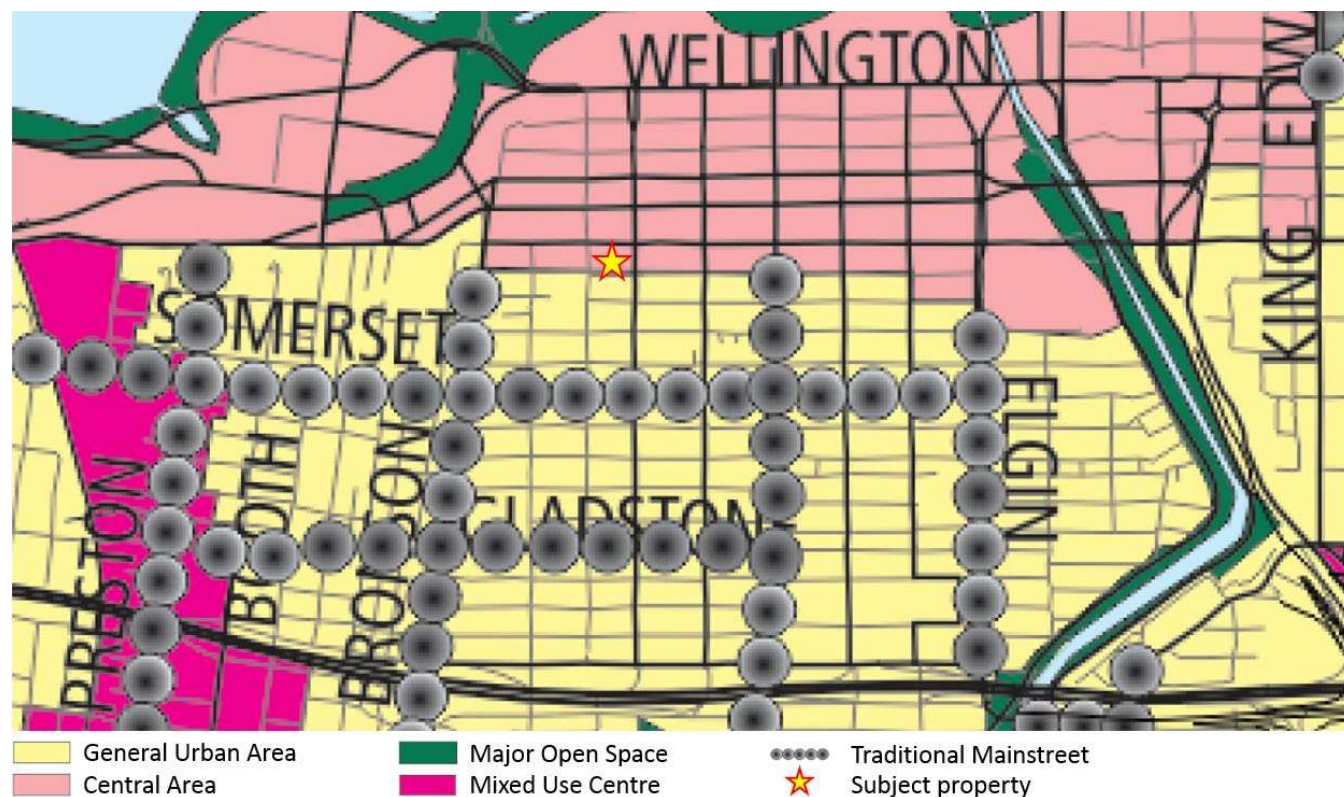 WELLINGTON
KING EDW
SOMERSET
ELGIN
PRESTON
BOOTH
BRONSON
GLADSTON
General Urban Area
Major Open Space
Traditional Mainstreet
Central Area
Mixed Use Centre
Subject property